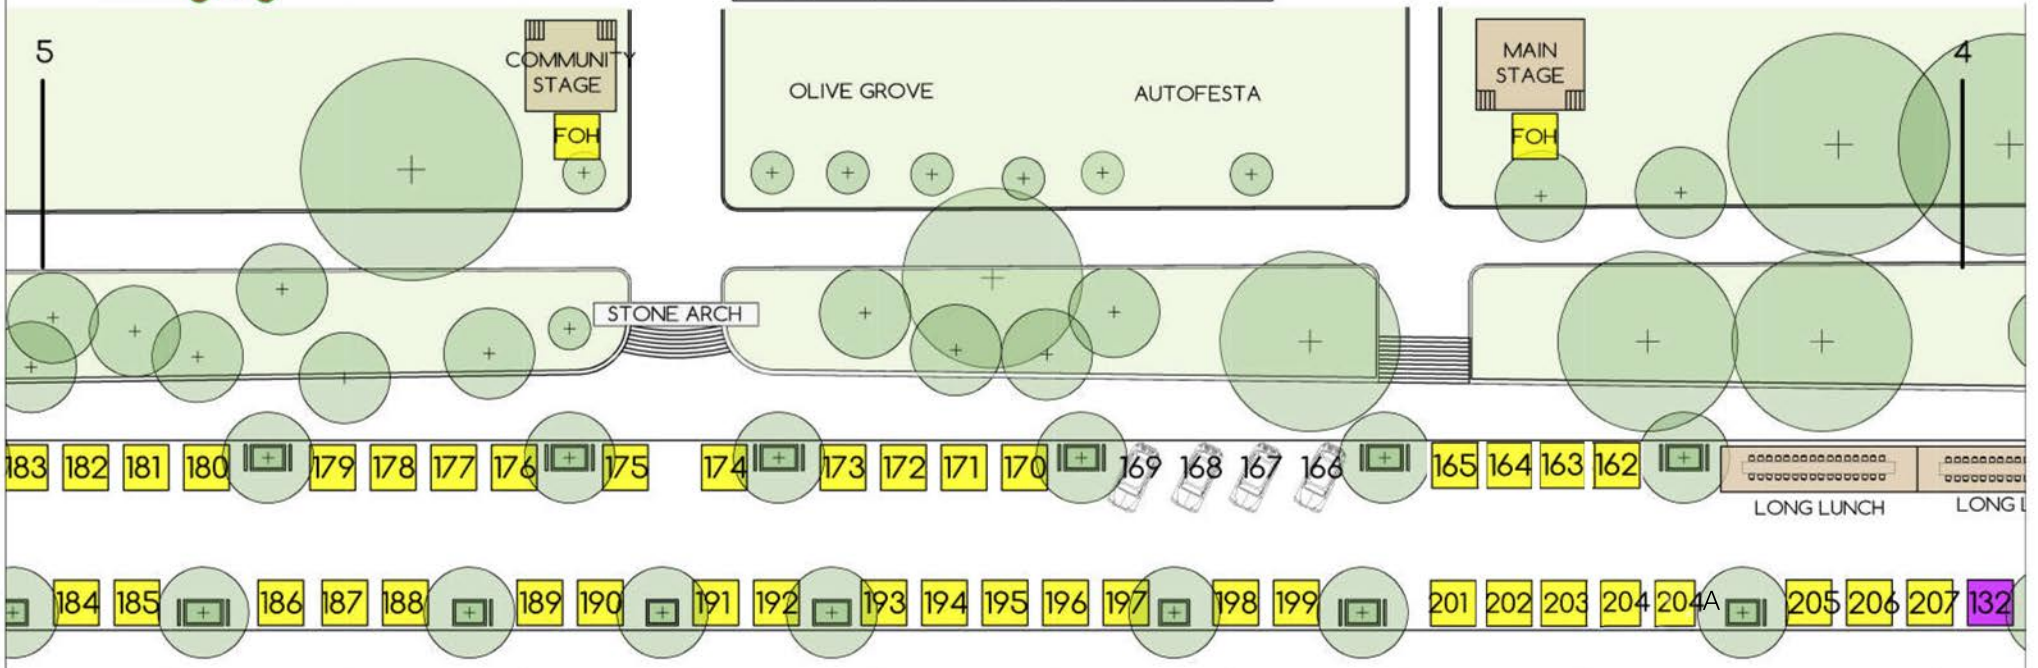 5
COMMUNITY
STAGE
FOH
OLIVE GROVE
AUTOFESTA
MAIN
STAGE
FOH
4
STONE ARCH
183 182 181 180 179 178 177 176 175 174 173 172 171 170 169 168 167 166 165 164 163 162
LONG LUNCH
LONG L
184 185 186 187 188 189 190 191 192 193 194 195 196 197 198 199 201 202 203 204 204A 205 206 207 132